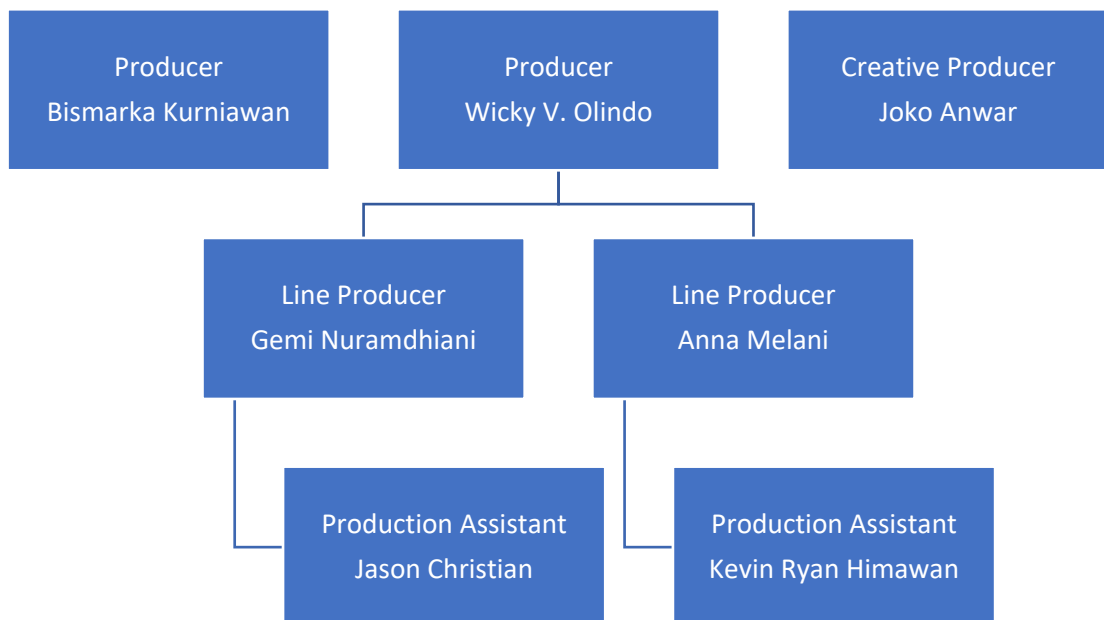 Producer
Bismarka Kurniawan
Producer
Wicky V. Olindo
Creative Producer
Joko Anwar
Line Producer
Gemi Nuramdhiani
Line Producer
Anna Melani
Production Assistant
Jason Christian
Production Assistant
Kevin Ryan Himawan